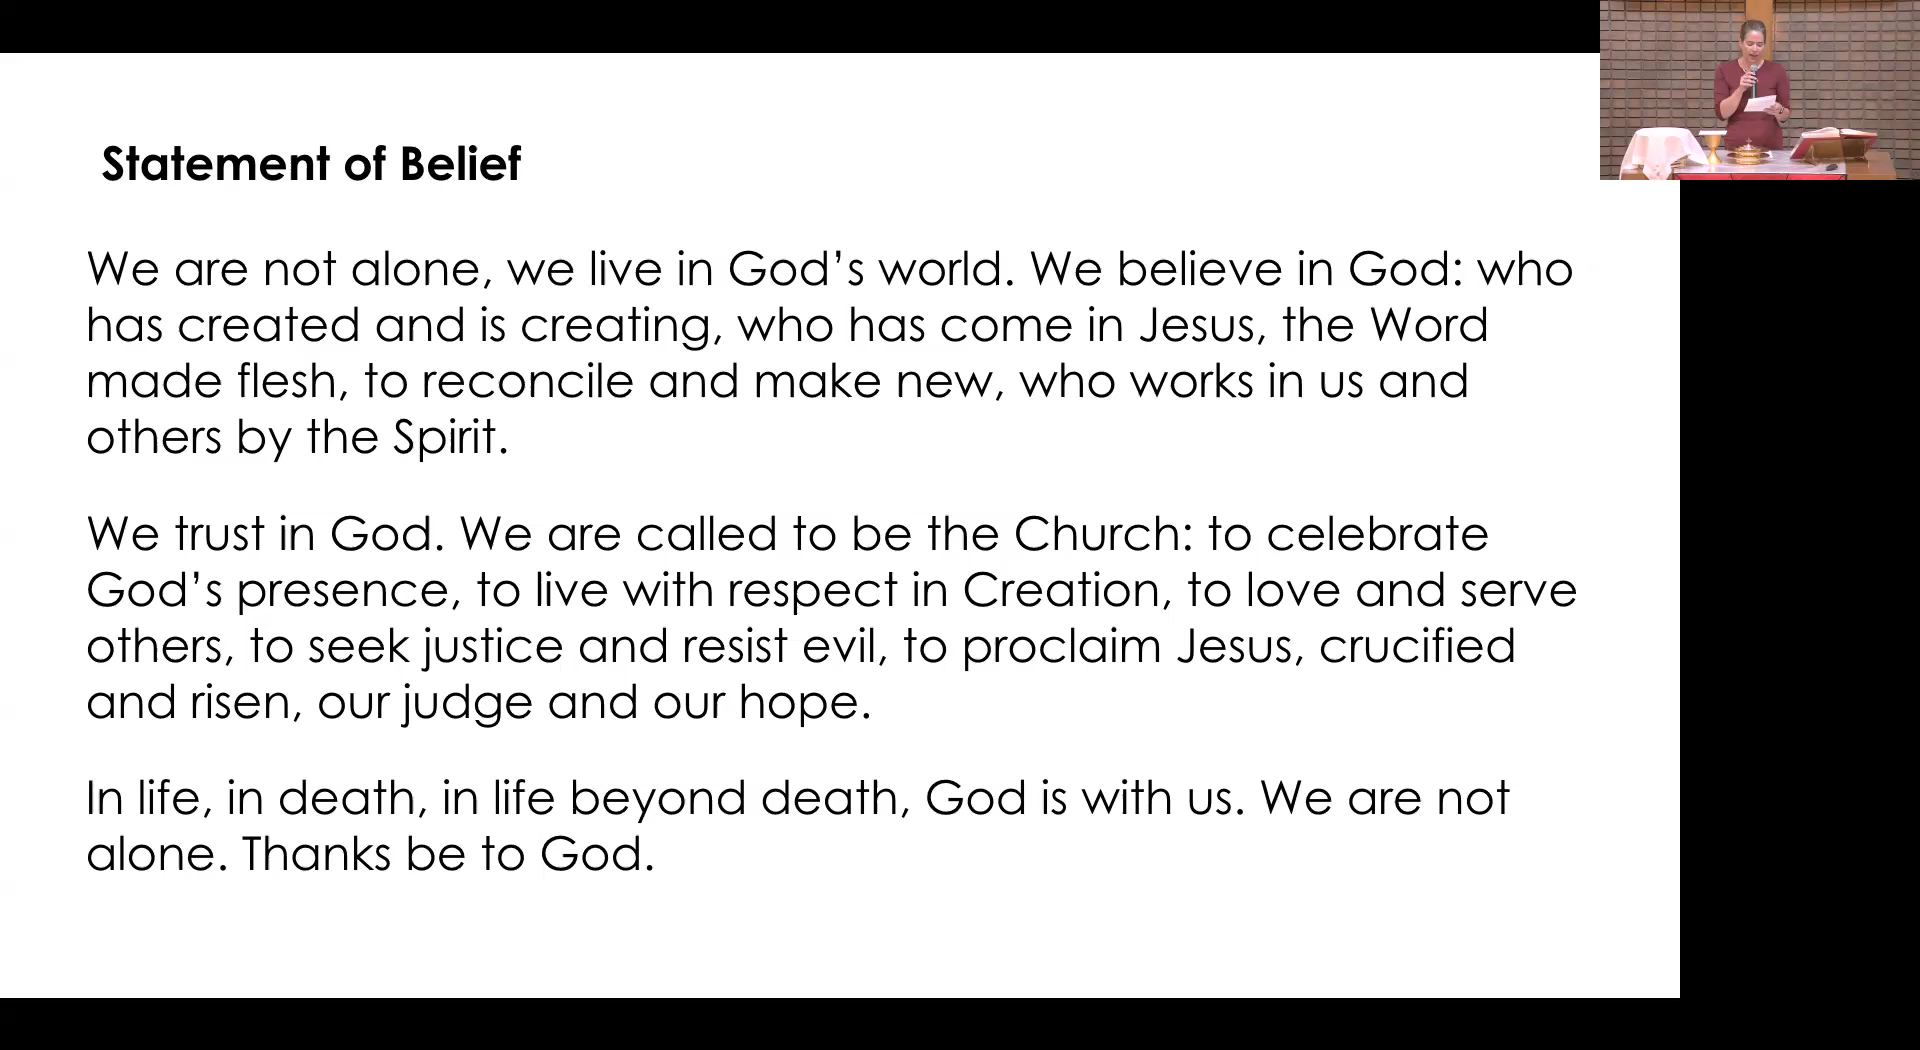 Statement of Belief
We are not alone, we live in God’s world. We believe in God: who
has created and is creating, who has come in Jesus, the Word
made flesh, to reconcile and make new, who works in us and
others by the Spirit.
We trust in God. We are called to be the Church: to celebrate
God’s presence, to live with respect in Creation, to love and serve
others, to seek justice and resist evil, to proclaim Jesus, crucified
and risen, our judge and our hope.
In life, in death, in life beyond death, God is with us. We are not
alone. Thanks be to God.